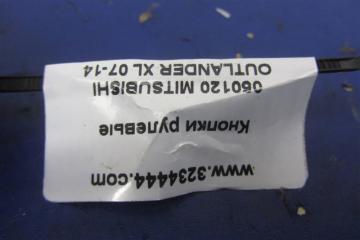 www.3234444.com
Кнопки рулевые
060120 MITSUBISHI
OUTLANDER XL 07-14